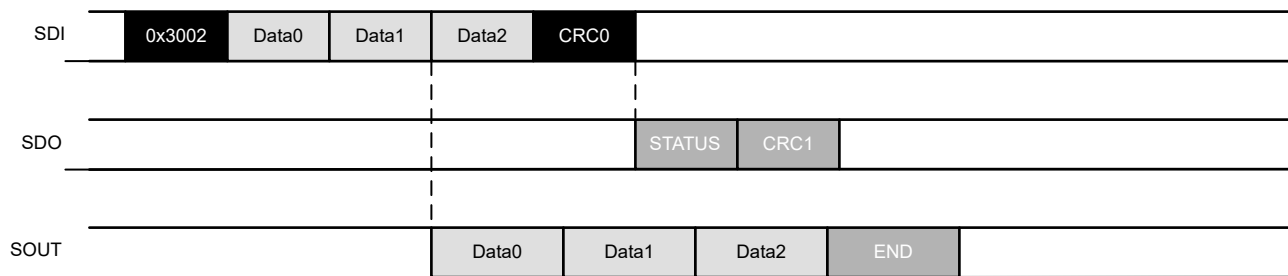 SDI 0x3002 Data0 Data1 Data2 CRC0
SDO STATUS CRC1
SOUT Data0 Data1 Data2 END